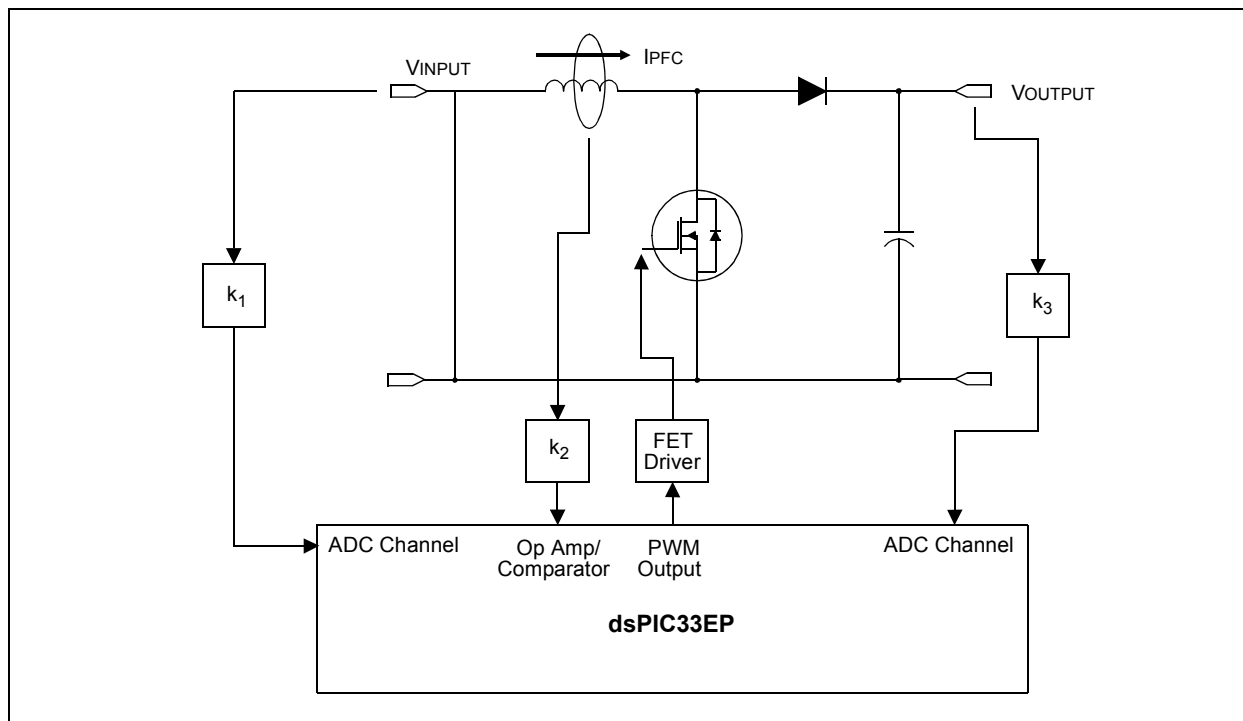 IPFC
VINPUT
VOUTPUT
k1
k3
k2
FET
Driver
ADC Channel
Op Amp/
Comparator
PWM
Output
ADC Channel
dsPIC33EP